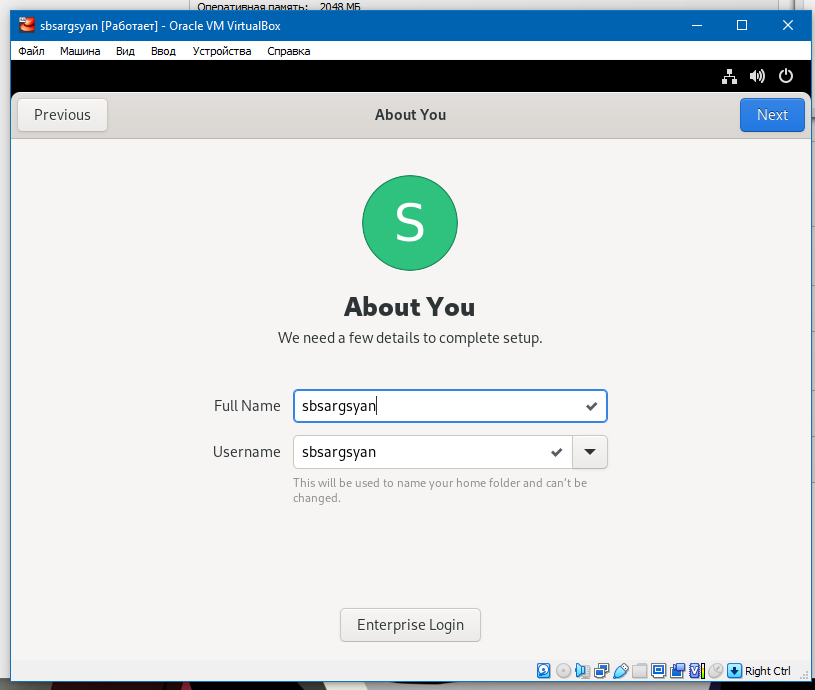 Оперативная память: 2048 МБ
sbsargsyan [Работает] - Oracle VM VirtualBox
Файл Машина Вид Ввод Устройства Справка
Previous About You Next
S
About You
We need a few details to complete setup.
Full Name sbsargsyan
Username sbsargsyan
This will be used to name your home folder and can't be
changed.
Enterprise Login
Right Ctrl